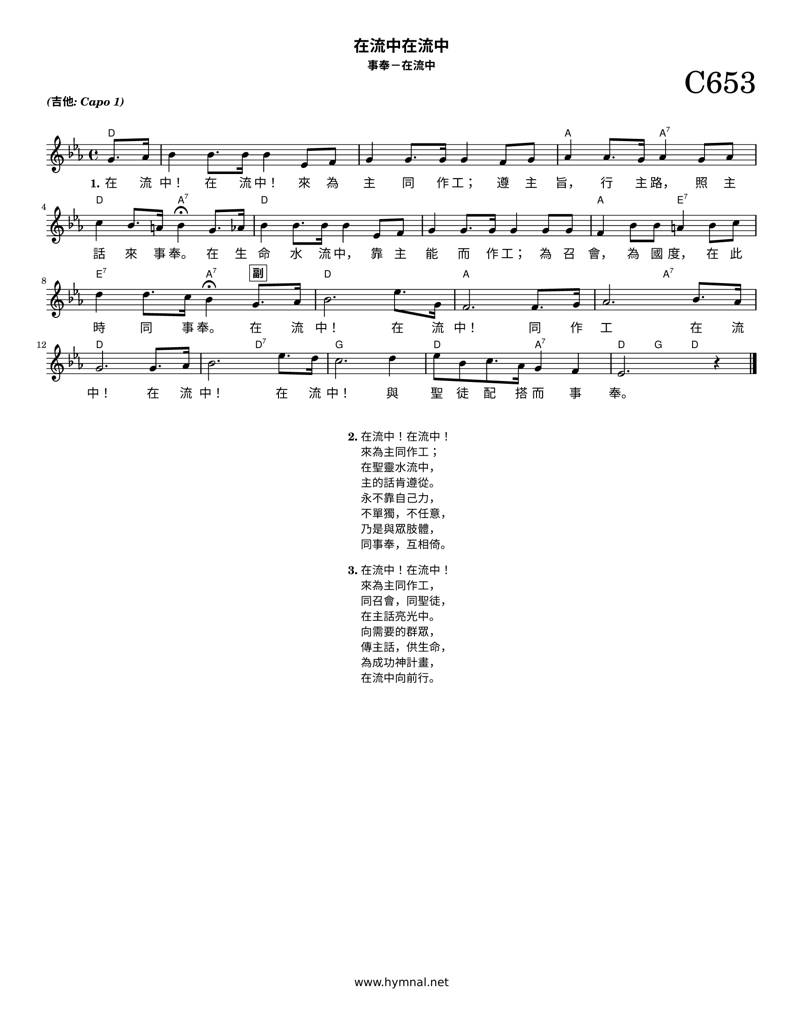 在流中在流中
事奉－在流中
C653
(吉他: Capo 1)
D A A7
1. 在 流 中！ 在 流中！ 來 為 主 同 作工； 遵 主 旨， 行 主路， 照 主
4 D A7 D A E7
話 來 事奉。 在 生 命 水 流中， 靠 主 能 而 作工； 為 召 會， 為 國度， 在 此
8 E7 A7 副 D A A7
時 同 事奉。 在 流 中！ 在 流 中！ 同 作 工 在 流
12 D D7 G D A7 D G D
中！ 在 流 中！ 在 流中！ 與 聖 徒 配 搭而 事 奉。
2. 在流中！在流中！
來為主同作工；
在聖靈水流中，
主的話肯遵從。
永不靠自己力，
不單獨，不任意，
乃是與眾肢體，
同事奉，互相倚。
3. 在流中！在流中！
來為主同作工，
同召會，同聖徒，
在主話亮光中。
向需要的群眾，
傳主話，供生命，
為成功神計畫，
在流中向前行。
www.hymnal.net